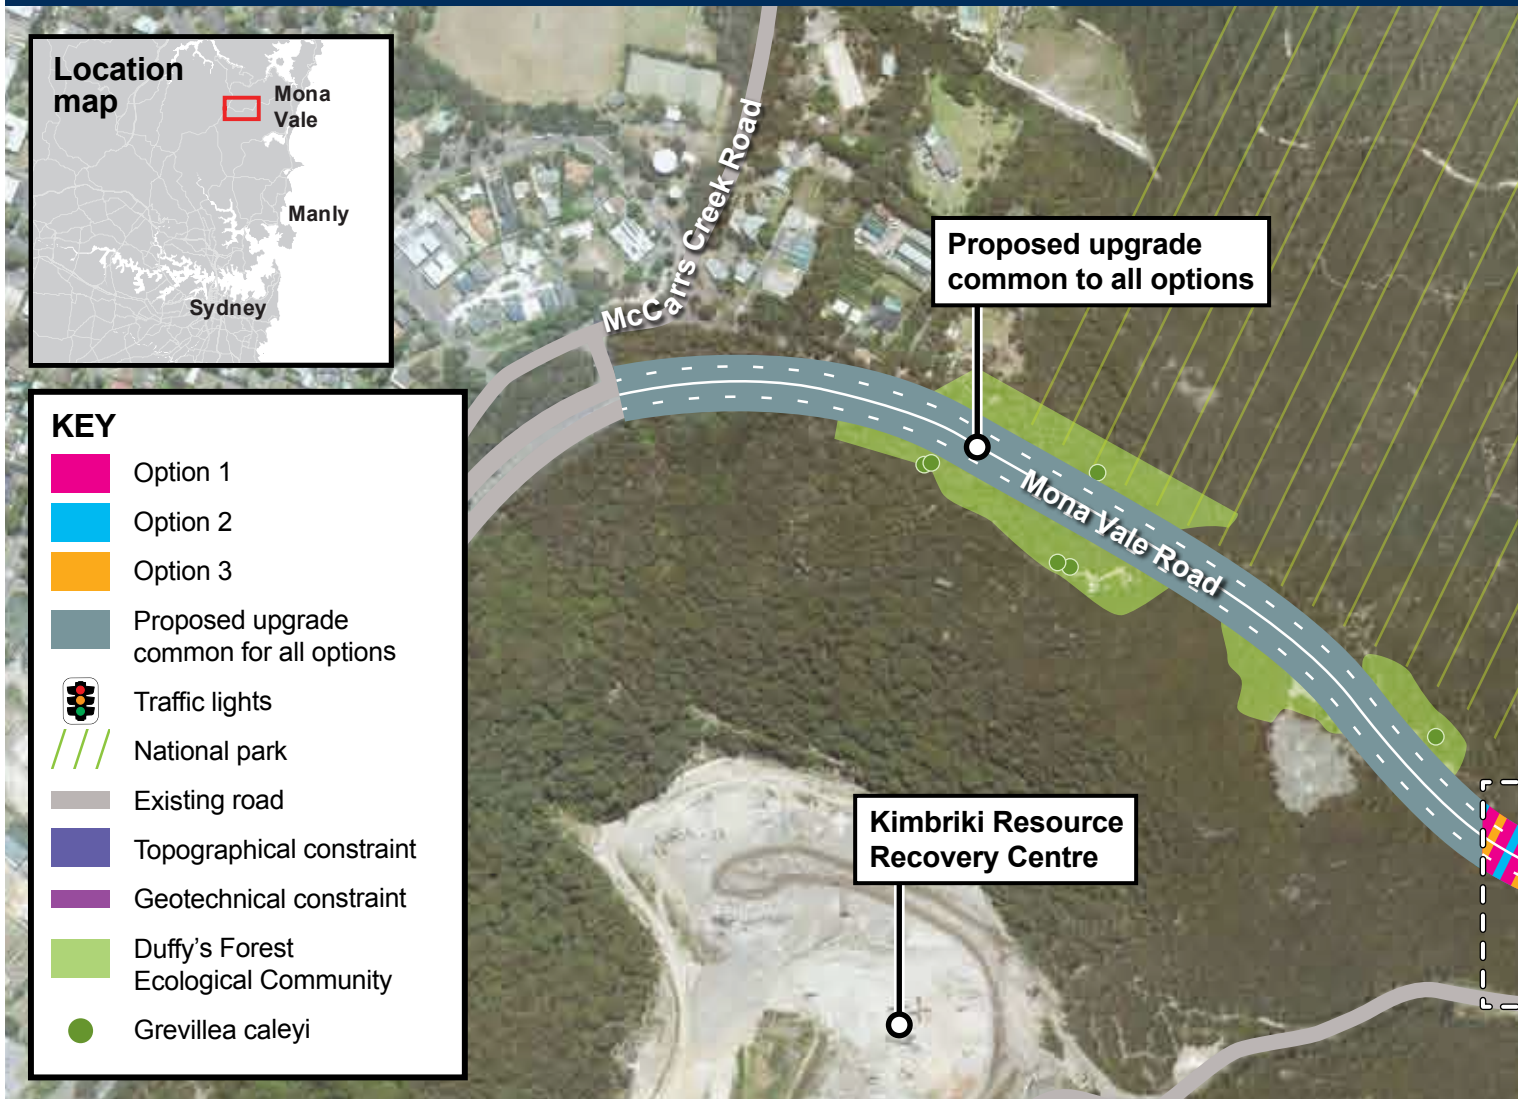 Location
map
Mona
Vale
Manly
Sydney
McCarrs Creek Road
Proposed upgrade
common to all options
Mona Vale Road
KEY
Option 1
Option 2
Option 3
Proposed upgrade
common for all options
Traffic lights
National park
Existing road
Topographical constraint
Geotechnical constraint
Duffy's Forest
Ecological Community
Grevillea caleyi
Kimbriki Resource
Recovery Centre